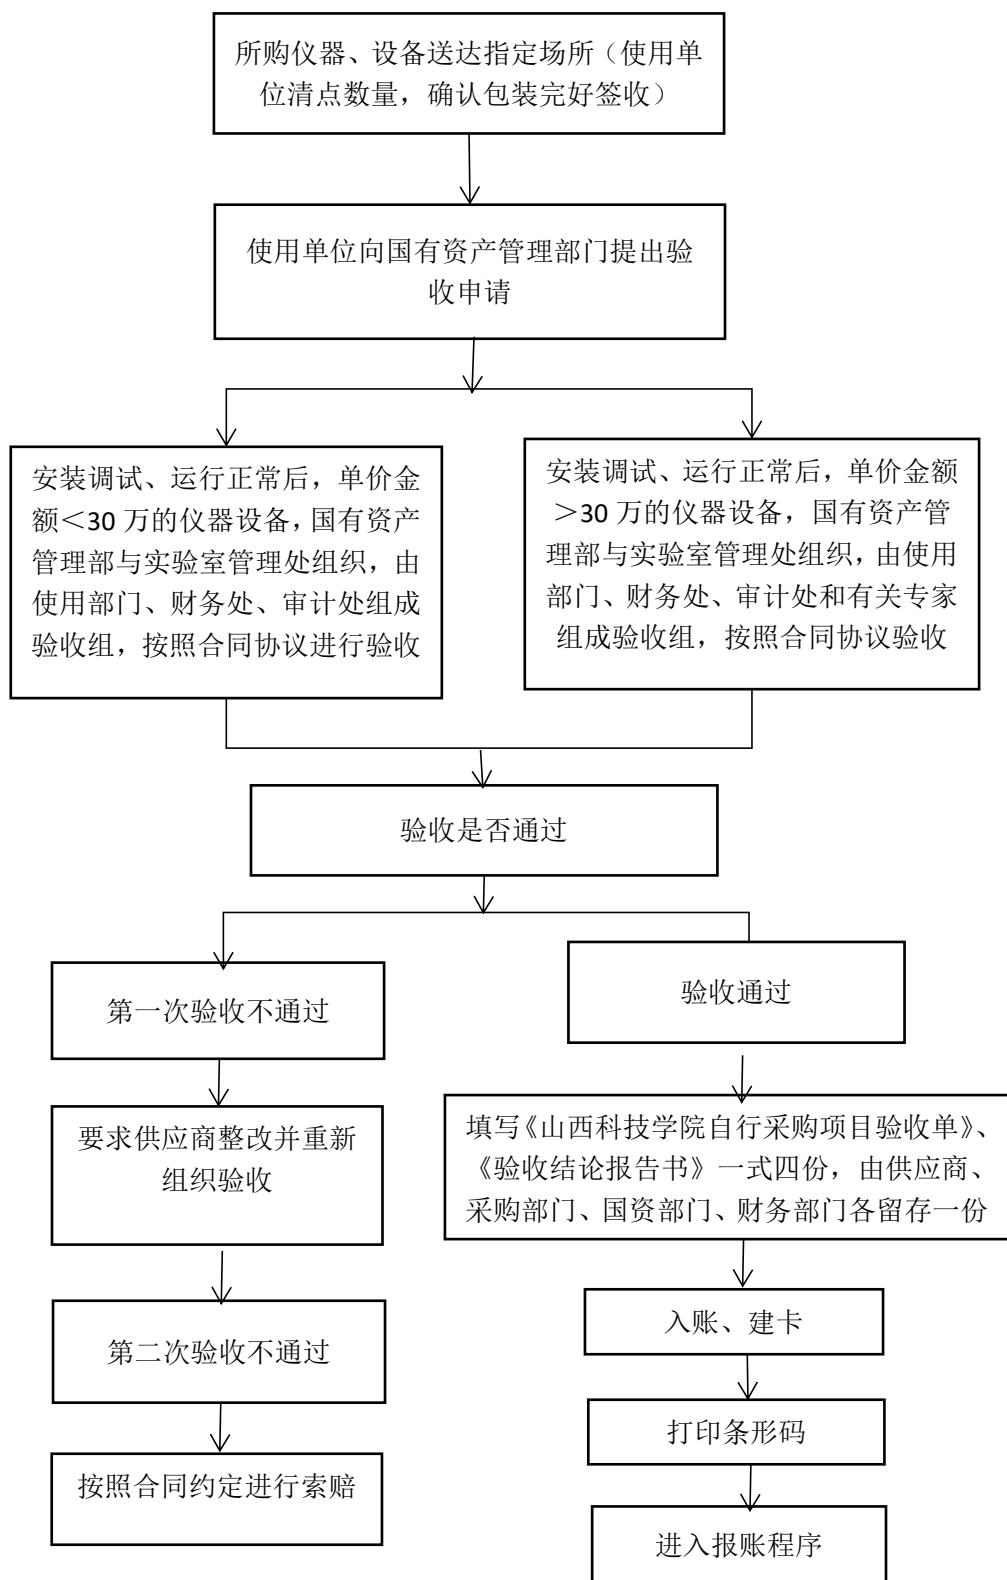 所购仪器、设备送达指定场所（使用单
位清点数量，确认包装完好签收）
使用单位向国有资产管理部门提出验
收申请
安装调试、运行正常后，单价金
额＜30 万的仪器设备，国有资产
管理部与实验室管理处组织，由
使用部门、财务处、审计处组成
验收组，按照合同协议进行验收
安装调试、运行正常后，单价金额
＞30 万的仪器设备，国有资产管
理部与实验室管理处组织，由使用
部门、财务处、审计处和有关专家
组成验收组，按照合同协议验收
验收是否通过
第一次验收不通过
要求供应商整改并重新
组织验收
第二次验收不通过
按照合同约定进行索赔
验收通过
填写《山西科技学院自行采购项目验收单》、
《验收结论报告书》一式四份，由供应商、
采购部门、国资部门、财务部门各留存一份
入账、建卡
打印条形码
进入报账程序